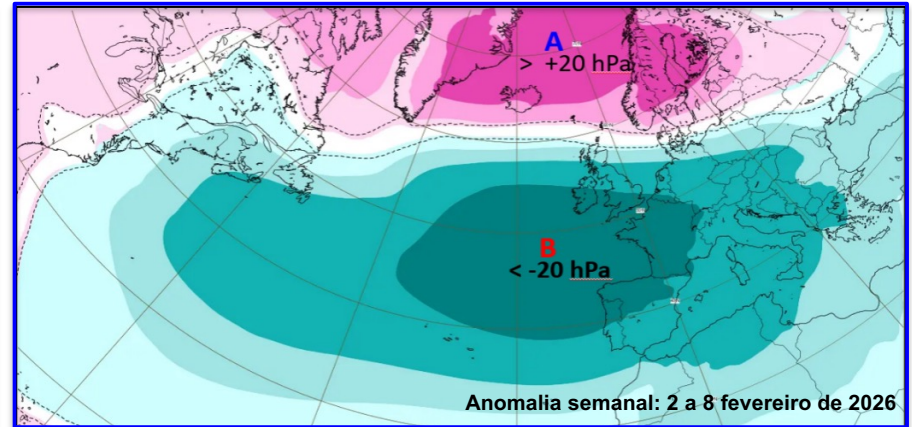 A
> +20 hPa
B
< -20 hPa
Anomalia semanal: 2 a 8 fevereiro de 2026